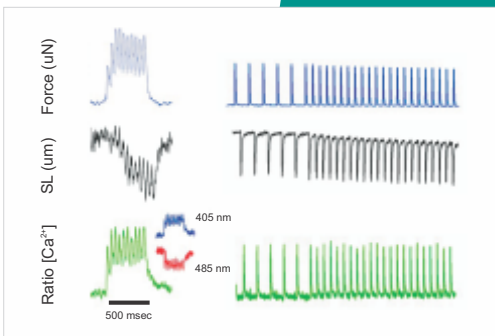 Force (uN)
SL (um)
Ratio [Ca²⁺]
405 nm
485 nm
500 msec